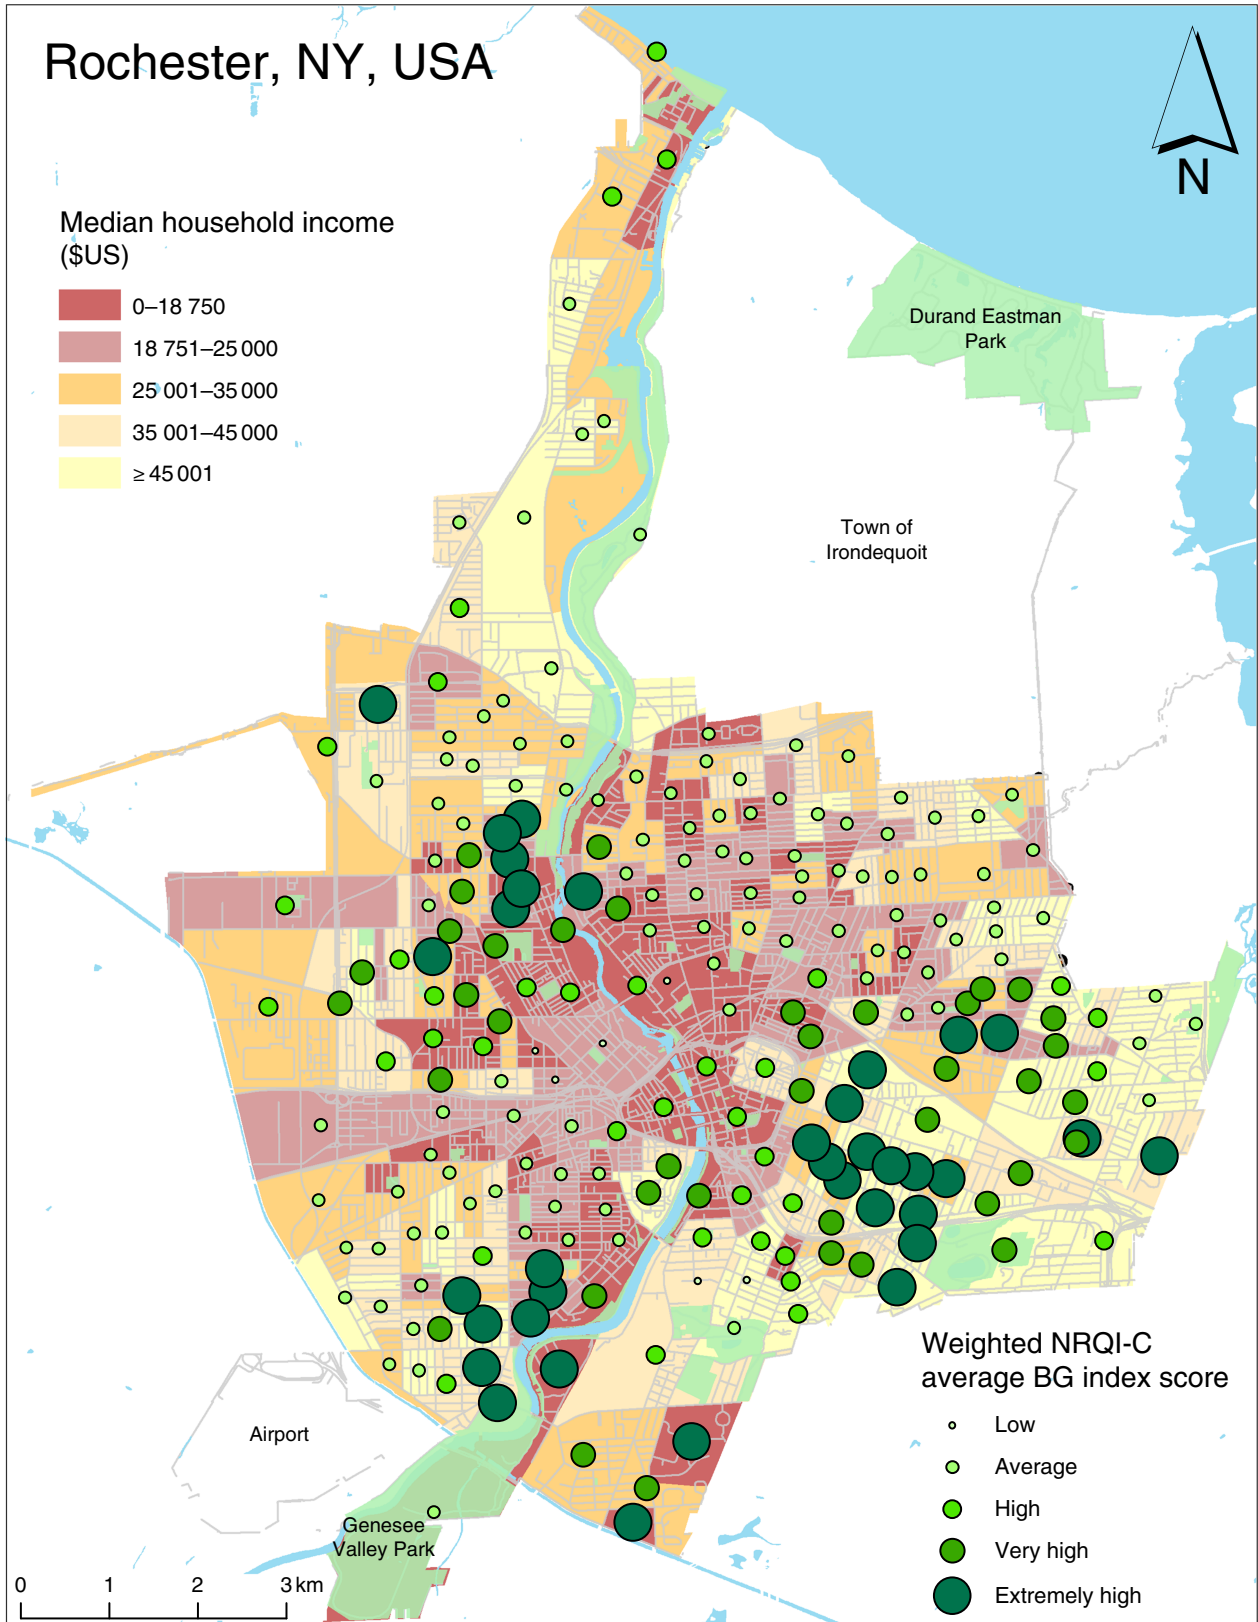 Rochester, NY, USA
N
Median household income
($US)
0–18 750
18 751–25 000
25 001–35 000
35 001–45 000
≥ 45 001
Durand Eastman
Park
Town of
Irondequoit
Airport
Genesee
Valley Park
Weighted NRQI-C
average BG index score
Low
Average
High
Very high
Extremely high
0 1 2 3 km